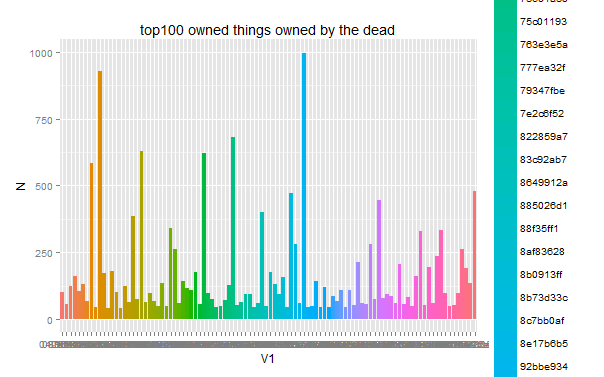 top100 owned things owned by the dead
1000
750
500
250
0
N
V1
75c01193
763e3e5a
777ea32f
79347fbe
7e2c6f52
822859a7
83c92ab7
8649912a
885026d1
88f35ff1
8af83628
8b0913ff
8b73d33c
8c7bb0af
8e17b6b5
92bbe934